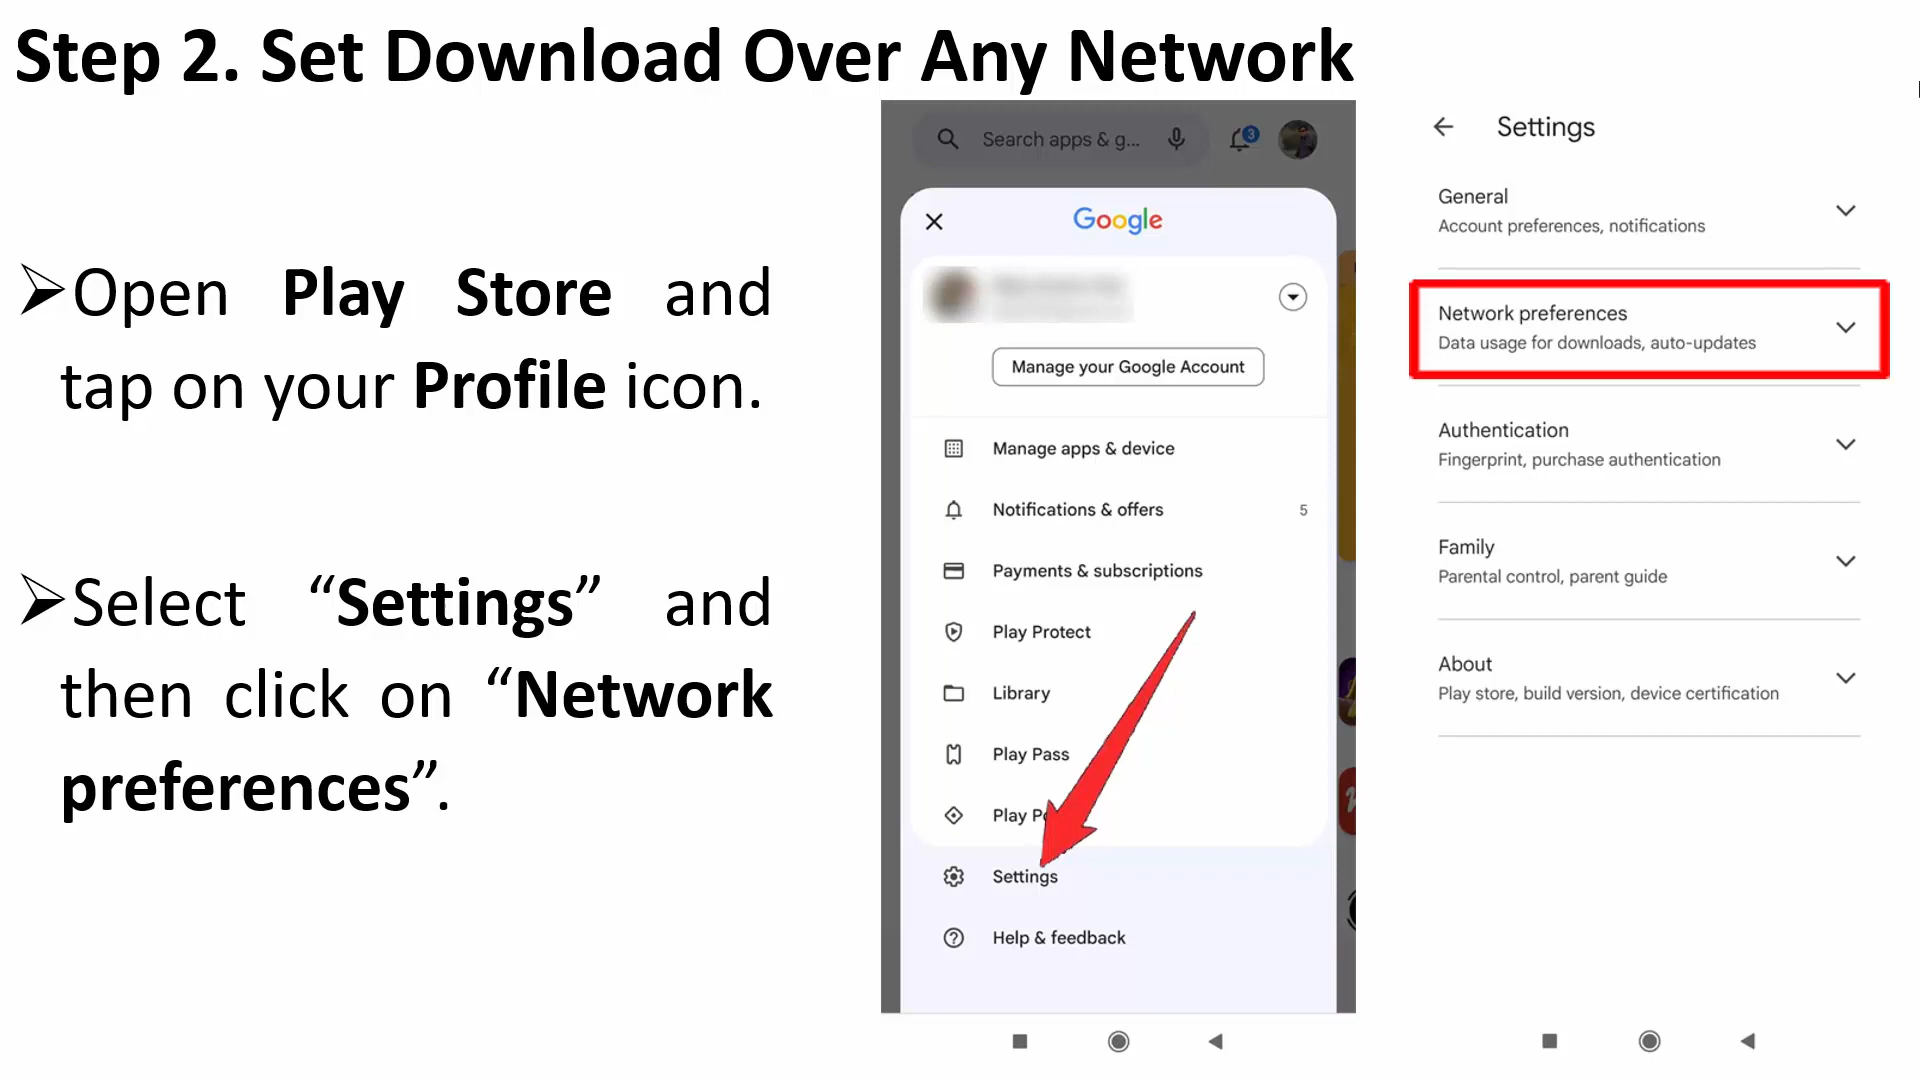 Step 2. Set Download Over Any Network
➢Open Play Store and
tap on your Profile icon.
➢Select “Settings” and
then click on “Network
preferences”.
Search apps & g...
3
Google
Manage your Google Account
Manage apps & device
Notifications & offers 5
Payments & subscriptions
Play Protect
Library
Play Pass
Play
Settings
Help & feedback
Settings
General
Account preferences, notifications
Network preferences
Data usage for downloads, auto-updates
Authentication
Fingerprint, purchase authentication
Family
Parental control, parent guide
About
Play store, build version, device certification